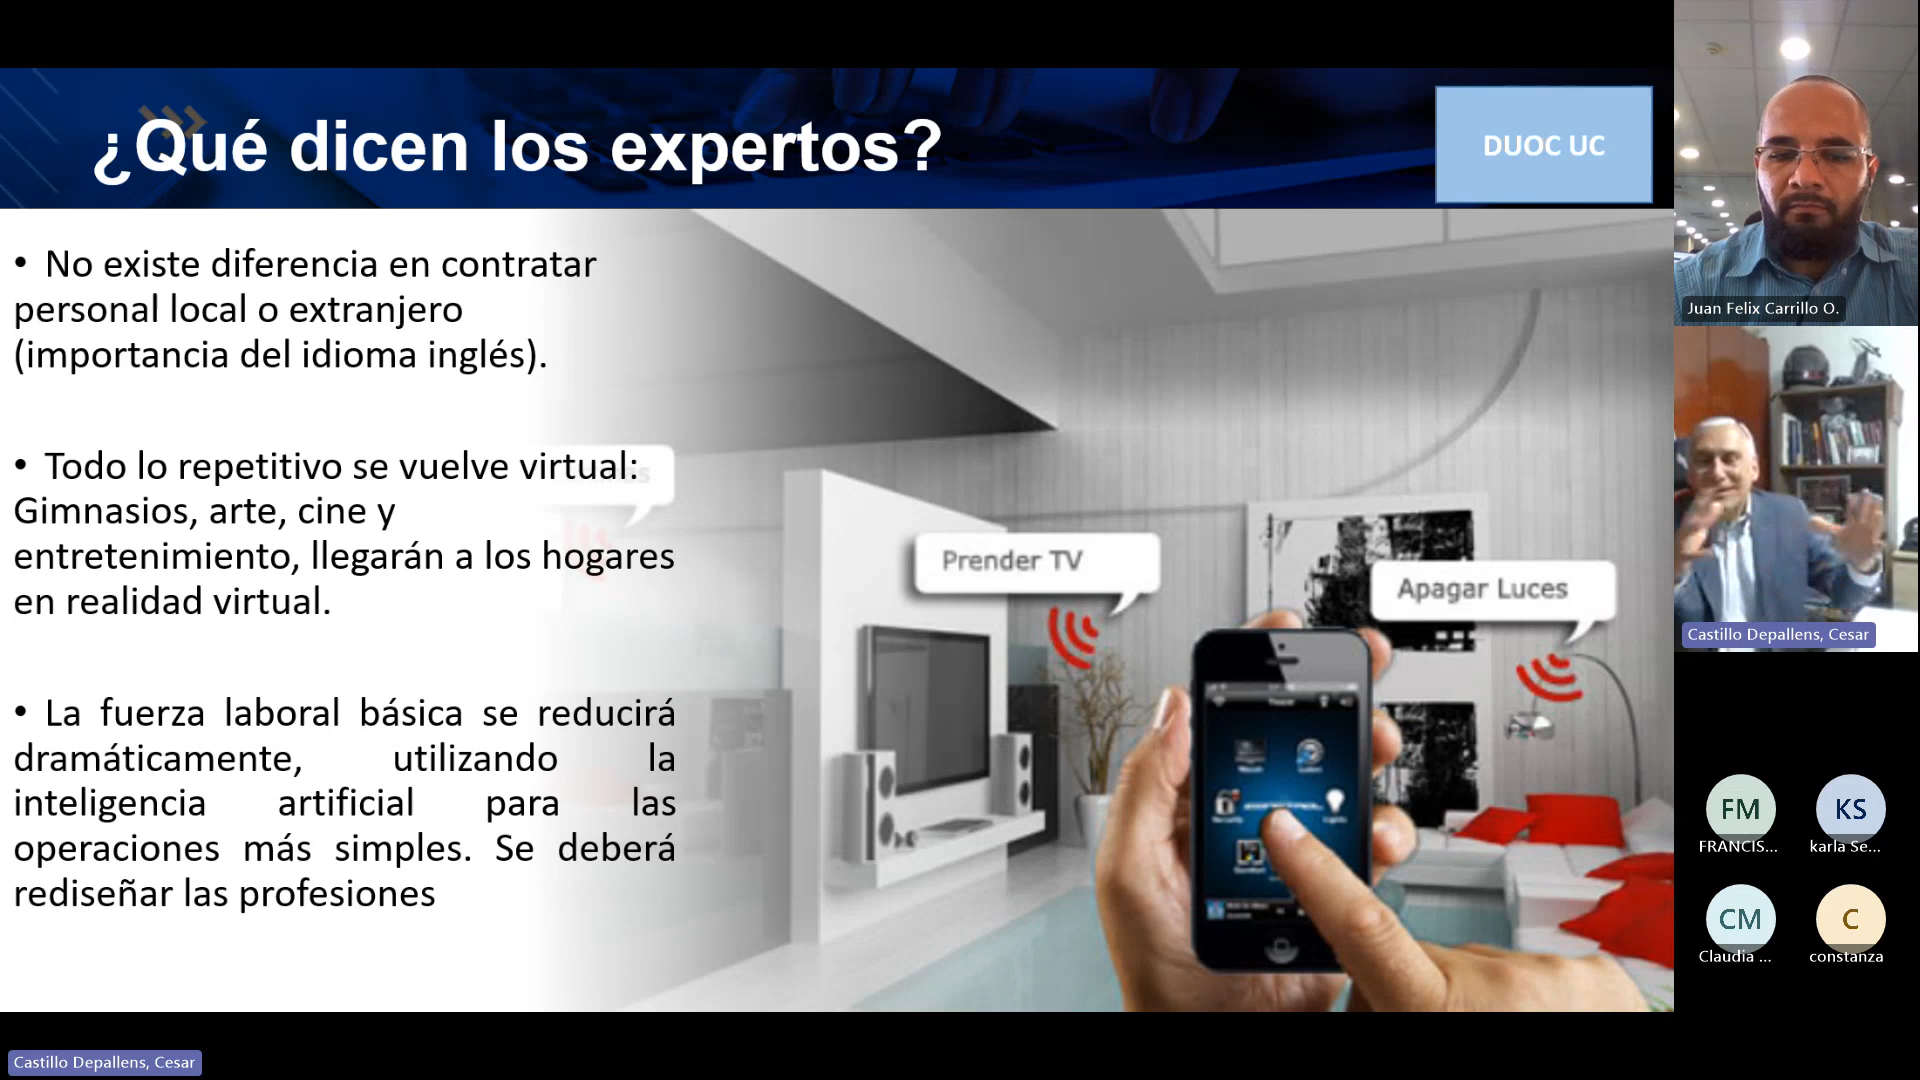 ¿Qué dicen los expertos?
DUOC UC
• No existe diferencia en contratar
personal local o extranjero
(importancia del idioma inglés).
• Todo lo repetitivo se vuelve virtual:
Gimnasios, arte, cine y
entretenimiento, llegarán a los hogares
en realidad virtual.
• La fuerza laboral básica se reducirá
dramáticamente, utilizando la
inteligencia artificial para las
operaciones más simples. Se deberá
rediseñar las profesiones
Prender TV
Apagar Luces
Juan Felix Carrillo O.
Castillo Depallens, Cesar
FM
FRANCIS...
KS
karla Se...
CM
Claudia ...
C
constanza
Castillo Depallens, Cesar